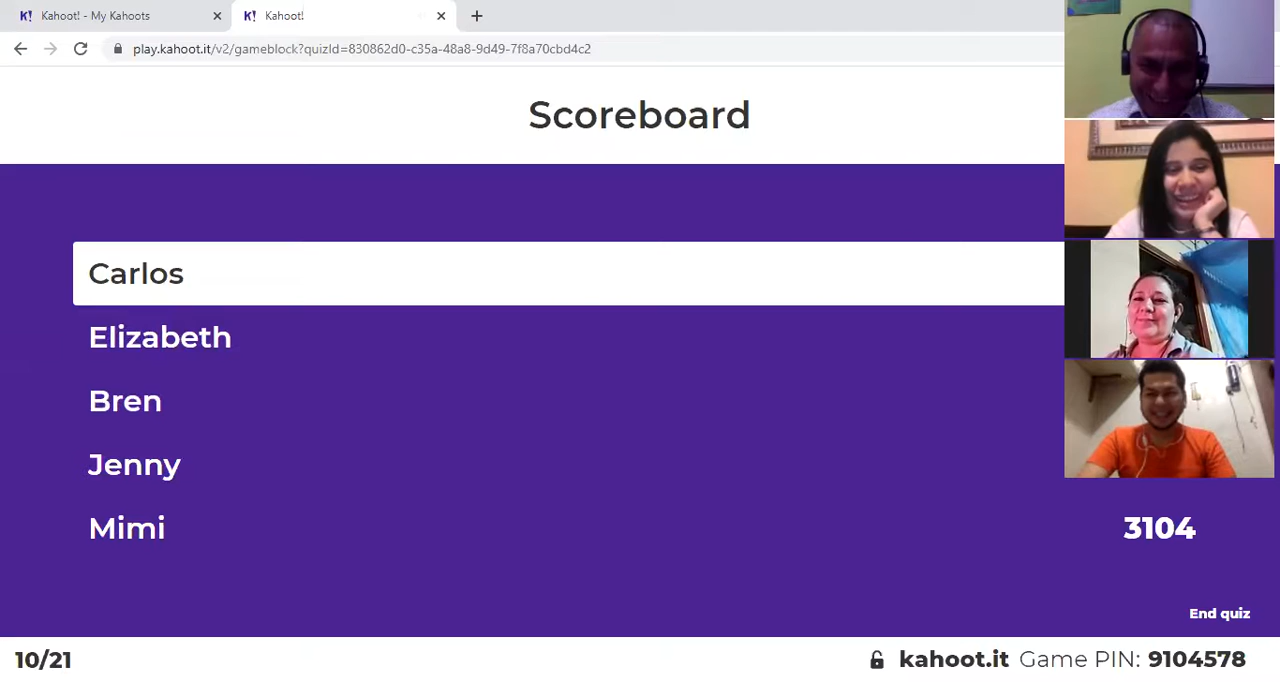 K! Kahoot! - My Kahoots
K! Kahoot!
play.kahoot.it/v2/gameblock?quizId=830862d0-c35a-48a8-9d49-7f8a70cbd4c2
Scoreboard
Carlos
Elizabeth
Bren
Jenny
Mimi 3104
End quiz
10/21
kahoot.it Game PIN: 9104578